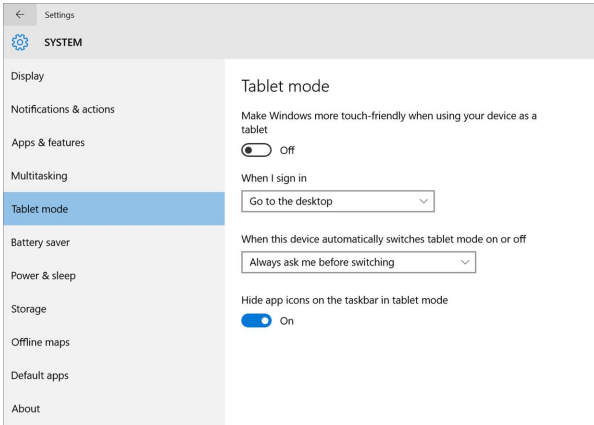 Settings
SYSTEM
Display
Notifications & actions
Apps & features
Multitasking
Tablet mode
Battery saver
Power & sleep
Storage
Offline maps
Default apps
About
Tablet mode
Make Windows more touch-friendly when using your device as a
tablet
Off
When I sign in
Go to the desktop
When this device automatically switches tablet mode on or off
Always ask me before switching
Hide app icons on the taskbar in tablet mode
On